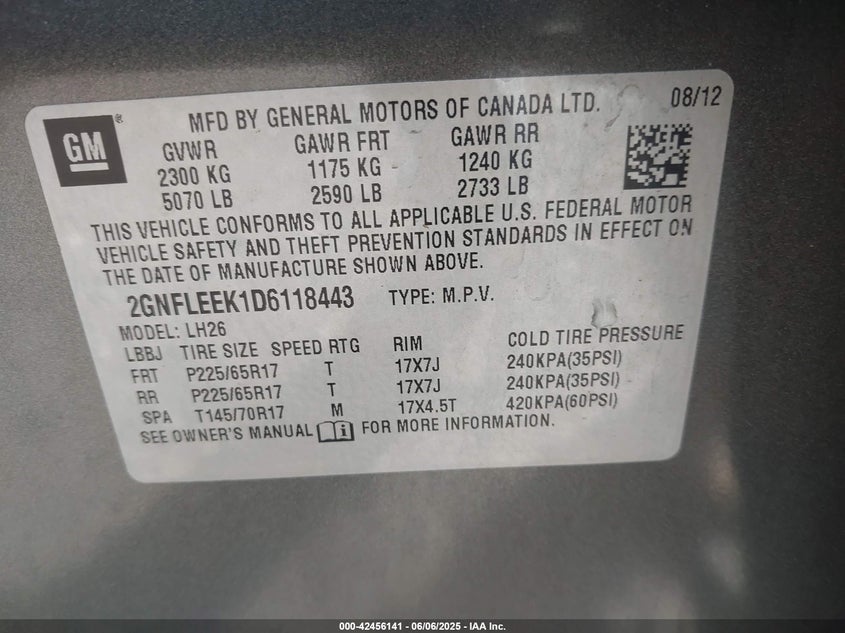 GM ®
MFD BY GENERAL MOTORS OF CANADA LTD. 08/12
GVWR GAWR FRT GAWR RR
2300 KG 1175 KG 1240 KG
5070 LB 2590 LB 2733 LB
THIS VEHICLE CONFORMS TO ALL APPLICABLE U.S. FEDERAL MOTOR
VEHICLE SAFETY AND THEFT PREVENTION STANDARDS IN EFFECT ON
THE DATE OF MANUFACTURE SHOWN ABOVE.
2GNFLEEK1D6118443 TYPE: M.P.V.
MODEL: LH26
LBBJ TIRE SIZE SPEED RTG RIM COLD TIRE PRESSURE
FRT P225/65R17 T 17X7J 240KPA(35PSI)
RR P225/65R17 T 17X7J 240KPA(35PSI)
SPA T145/70R17 M 17X4.5T 420KPA(60PSI)
SEE OWNER'S MANUAL i FOR MORE INFORMATION.
000-42456141 - 06/06/2025 - IAA Inc.